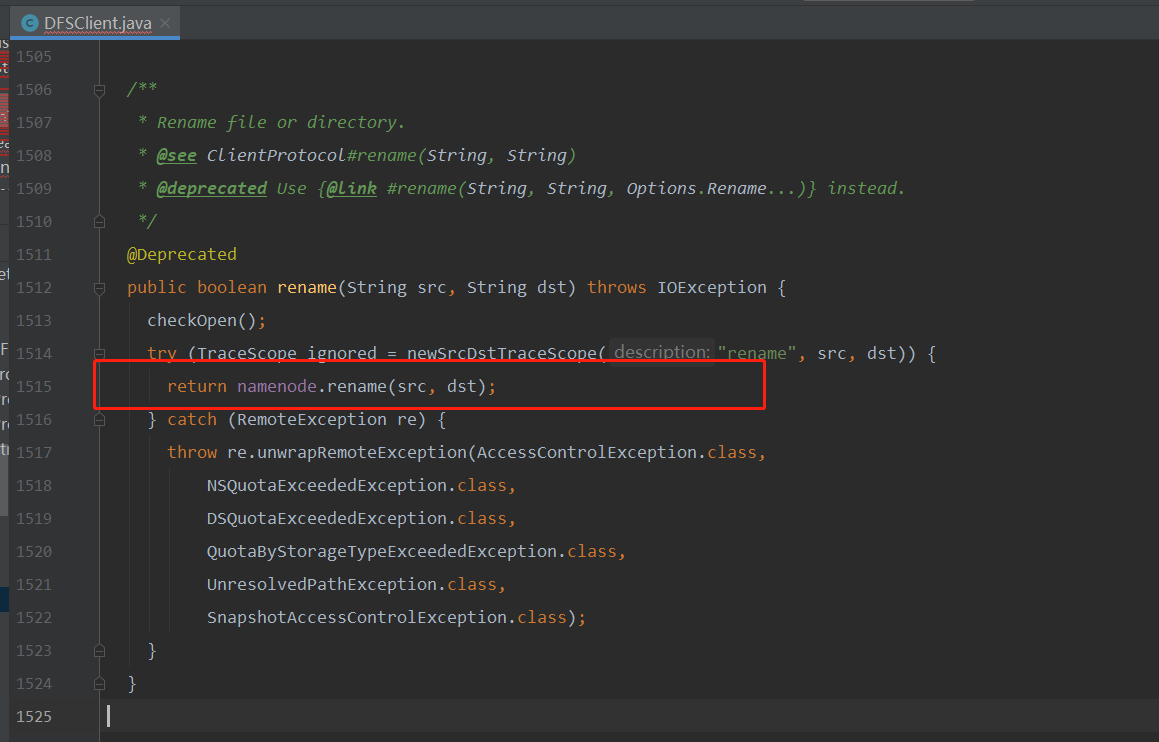 DFSClient.java
1505
1506 /**
1507 * Rename file or directory.
1508 * @see ClientProtocol#rename(String, String)
1509 * @deprecated Use {@link #rename(String, String, Options.Rename...)} instead.
1510 */
1511 @Deprecated
1512 public boolean rename(String src, String dst) throws IOException {
1513 checkOpen();
1514 try (TraceScope ignored = newSrcDstTraceScope( description: "rename", src, dst)) {
1515 return namenode.rename(src, dst);
1516 } catch (RemoteException re) {
1517 throw re.unwrapRemoteException(AccessControlException.class,
1518 NSQuotaExceededException.class,
1519 DSQuotaExceededException.class,
1520 QuotaByStorageTypeExceededException.class,
1521 UnresolvedPathException.class,
1522 SnapshotAccessControlException.class);
1523 }
1524 }
1525